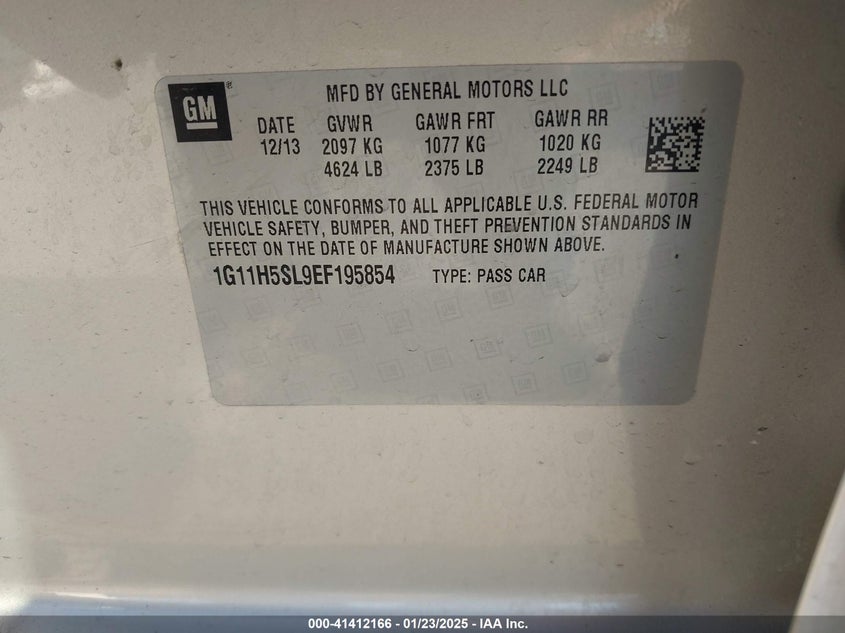 GM
MFD BY GENERAL MOTORS LLC
DATE GVWR GAWR FRT GAWR RR
12/13 2097 KG 1077 KG 1020 KG
4624 LB 2375 LB 2249 LB
THIS VEHICLE CONFORMS TO ALL APPLICABLE U.S. FEDERAL MOTOR
VEHICLE SAFETY, BUMPER, AND THEFT PREVENTION STANDARDS IN
EFFECT ON THE DATE OF MANUFACTURE SHOWN ABOVE.
1G11H5SL9EF195854 TYPE: PASS CAR
000-41412166 / 01/23/2025 - IAA Inc.